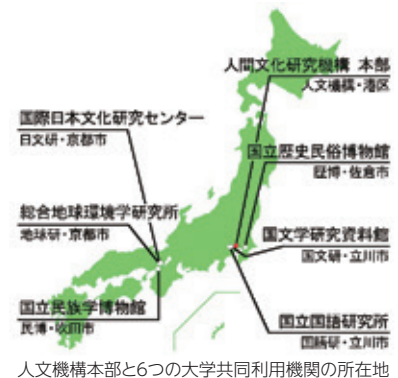 人間文化研究機構 本部
人文機構・港区
国際日本文化研究センター
日文研・京都市
国立歴史民俗博物館
歴博・佐倉市
総合地球環境学研究所
地球研・京都市
国文学研究資料館
国文研・立川市
国立民族学博物館
民博・吹田市
国立国語研究所
国語研・立川市
人文機構本部と6つの大学共同利用機関の所在地